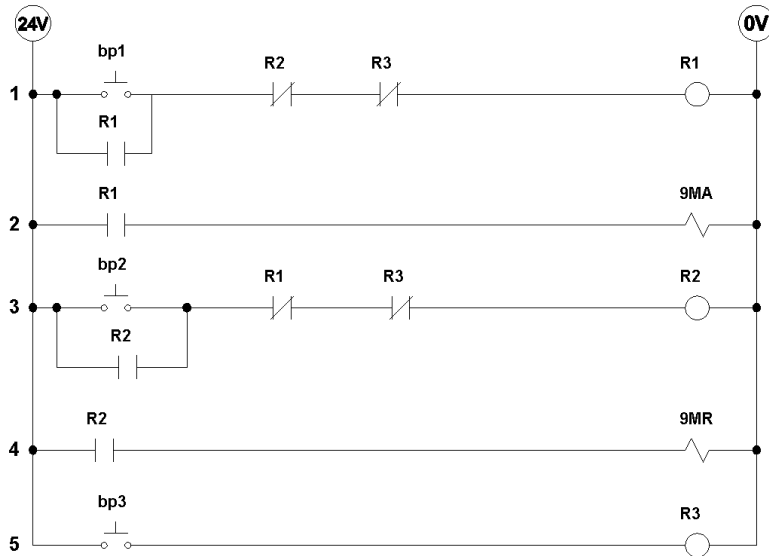 24V 0V
bp1
R2 R3 R1
1
R1
R1 9MA
2
bp2
R1 R3 R2
3
R2
R2 9MR
4
bp3
R3
5